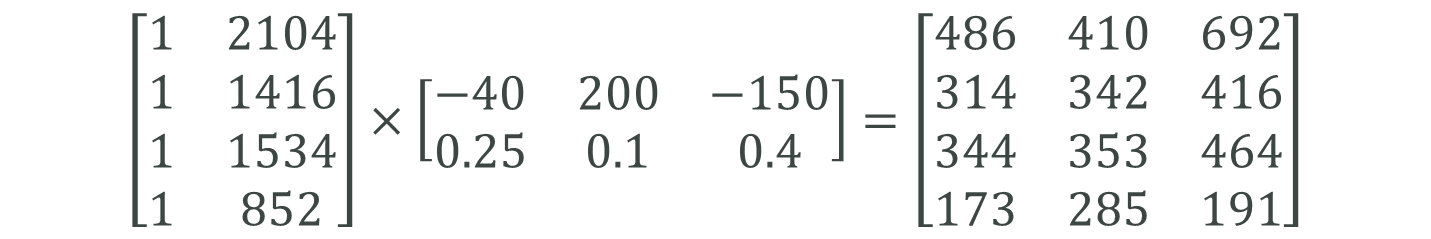 [1 2104] [486 410 692]
[1 1416] × [−40 200 −150] = [314 342 416]
[1 1534] [0.25 0.1 0.4] [344 353 464]
[1 852] [173 285 191]